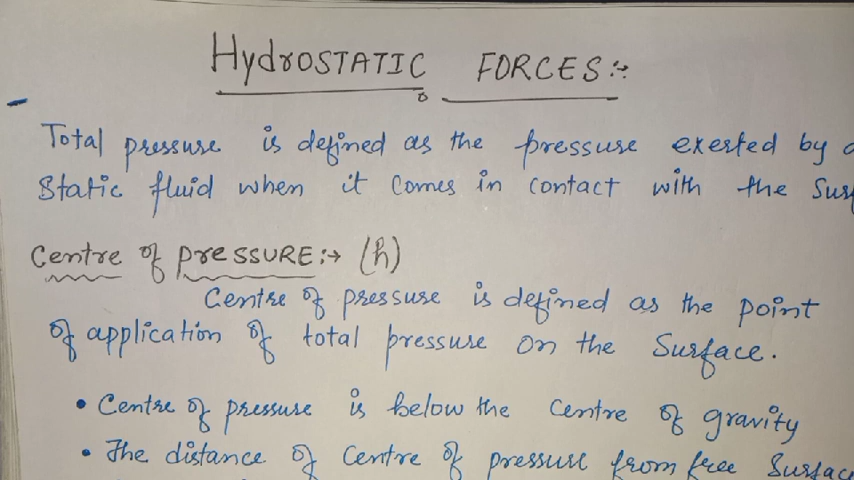 HydROSTATIC FORCES:→
Total pressure is defined as the pressure exerted by a
Static fluid when it comes in contact with the Surf
Centre of pressure:→ (h)
Centre of pressure is defined as the point
of application of total pressure on the Surface.
• Centre of pressure is below the centre of gravity
• The distance of centre of pressure from free Surface